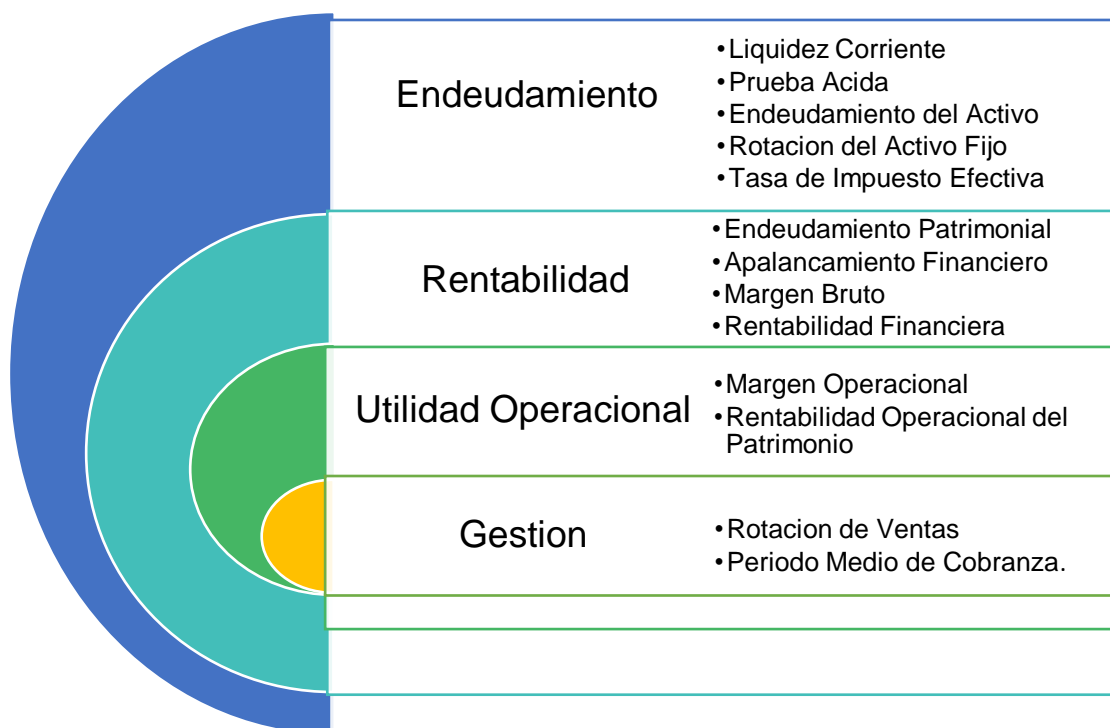 Endeudamiento
•Liquidez Corriente
•Prueba Acida
•Endeudamiento del Activo
•Rotacion del Activo Fijo
•Tasa de Impuesto Efectiva
Rentabilidad
•Endeudamiento Patrimonial
•Apalancamiento Financiero
•Margen Bruto
•Rentabilidad Financiera
Utilidad Operacional
•Margen Operacional
•Rentabilidad Operacional del
Patrimonio
Gestion
•Rotacion de Ventas
•Periodo Medio de Cobranza.